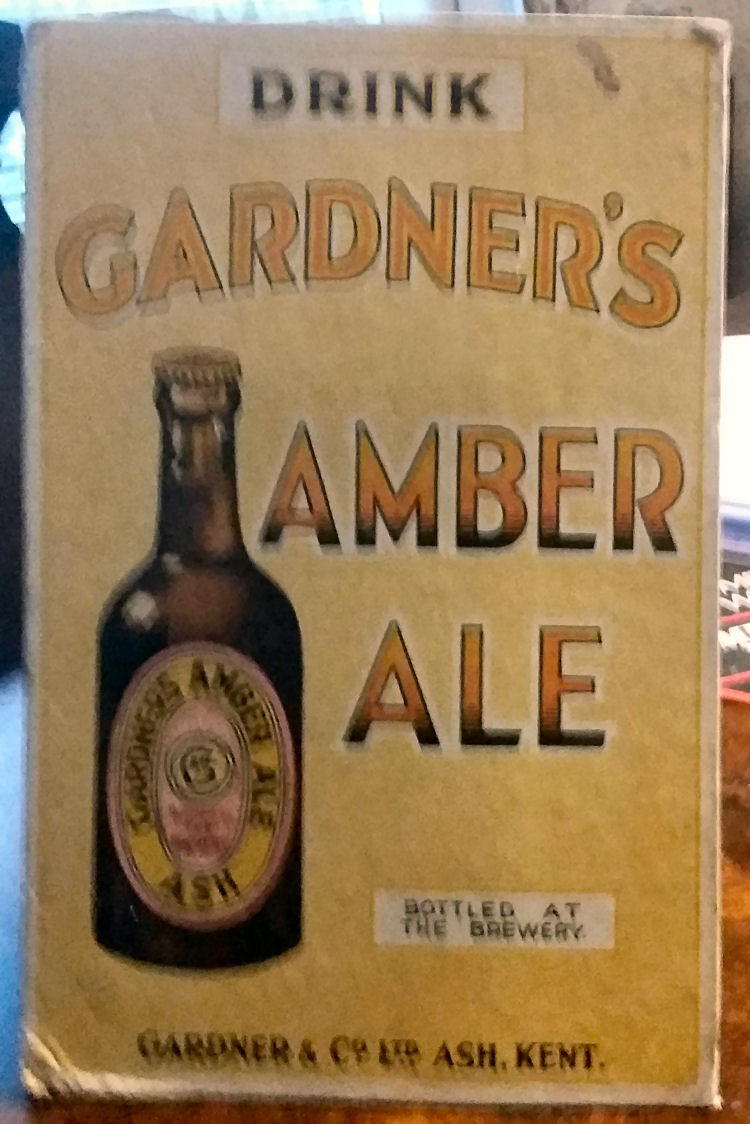 DRINK
GARDNER'S
AMBER
ALE
GARDNER'S AMBER ALE
ASH
BOTTLED AT
THE BREWERY.
GARDNER & Co LTD ASH, KENT.